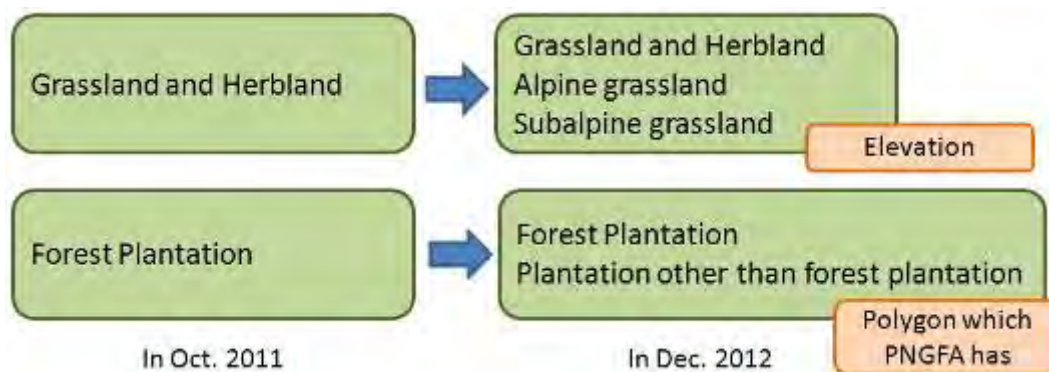 Grassland and Herbland
Grassland and Herbland
Alpine grassland
Subalpine grassland
Elevation
Forest Plantation
Forest Plantation
Plantation other than forest plantation
Polygon which
PNGFA has
In Oct. 2011
In Dec. 2012